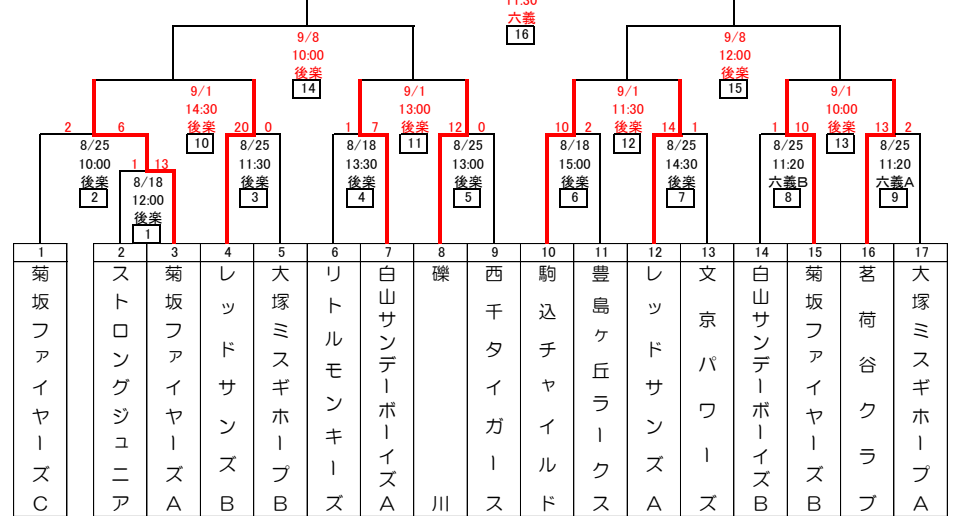 11:30
六義
16
9/8
10:00
後楽
14
9/8
12:00
後楽
15
9/1
14:30
後楽
10
9/1
13:00
後楽
11
9/1
11:30
後楽
12
9/1
10:00
後楽
13
2 6
20 0
1 7
12 0
10 2
14 1
1 10
13 2
8/25
10:00
後楽
2
1 13
8/18
12:00
後楽
1
8/25
11:30
後楽
3
8/18
13:30
後楽
4
8/25
13:00
後楽
5
8/18
15:00
後楽
6
8/25
14:30
後楽
7
8/25
11:20
六義B
8
8/25
11:20
六義A
9
1 2 3 4 5 6 7 8 9 10 11 12 13 14 15 16 17
菊坂ファイヤーズC
ストロングジュニア
菊坂ファイヤーズA
レッドサンズB
大塚ミスギホープB
リトルモンキーズ
白山サンデーボーイズA
礫川
西千タイガース
駒込チャイルド
豊島ヶ丘ラークス
レッドサンズA
文京パワーズ
白山サンデーボーイズB
菊坂ファイヤーズB
茗荷谷クラブ
大塚ミスギホープA